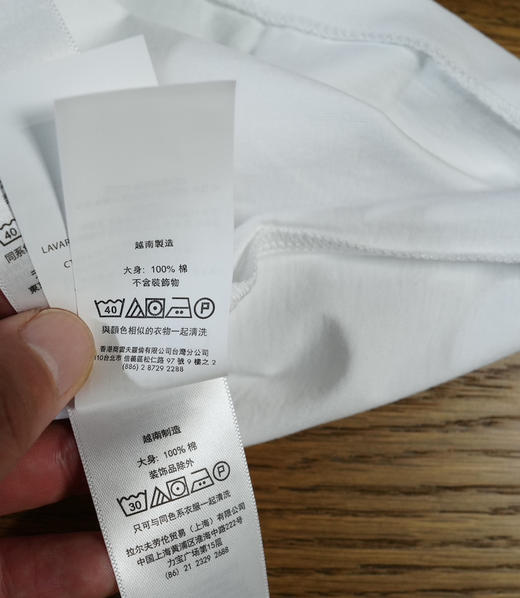 40
同系
LAVAR
越南製造
大身: 100% 棉
不含裝飾物
40 P
與顏色相似的衣物一起清洗
香港商雷夫羅倫有限公司台灣分公司
110台北市 信義區松仁路 97 號 9 樓之 2
(886) 2 8729 2288
越南制造
大身: 100% 棉
装饰品除外
30 P
只可与同色系衣服一起清洗
拉尔夫劳伦贸易 (上海) 有限公司
中国上海黄浦区淮海中路222号
力宝广场第15层
(86) 21 2329 2688